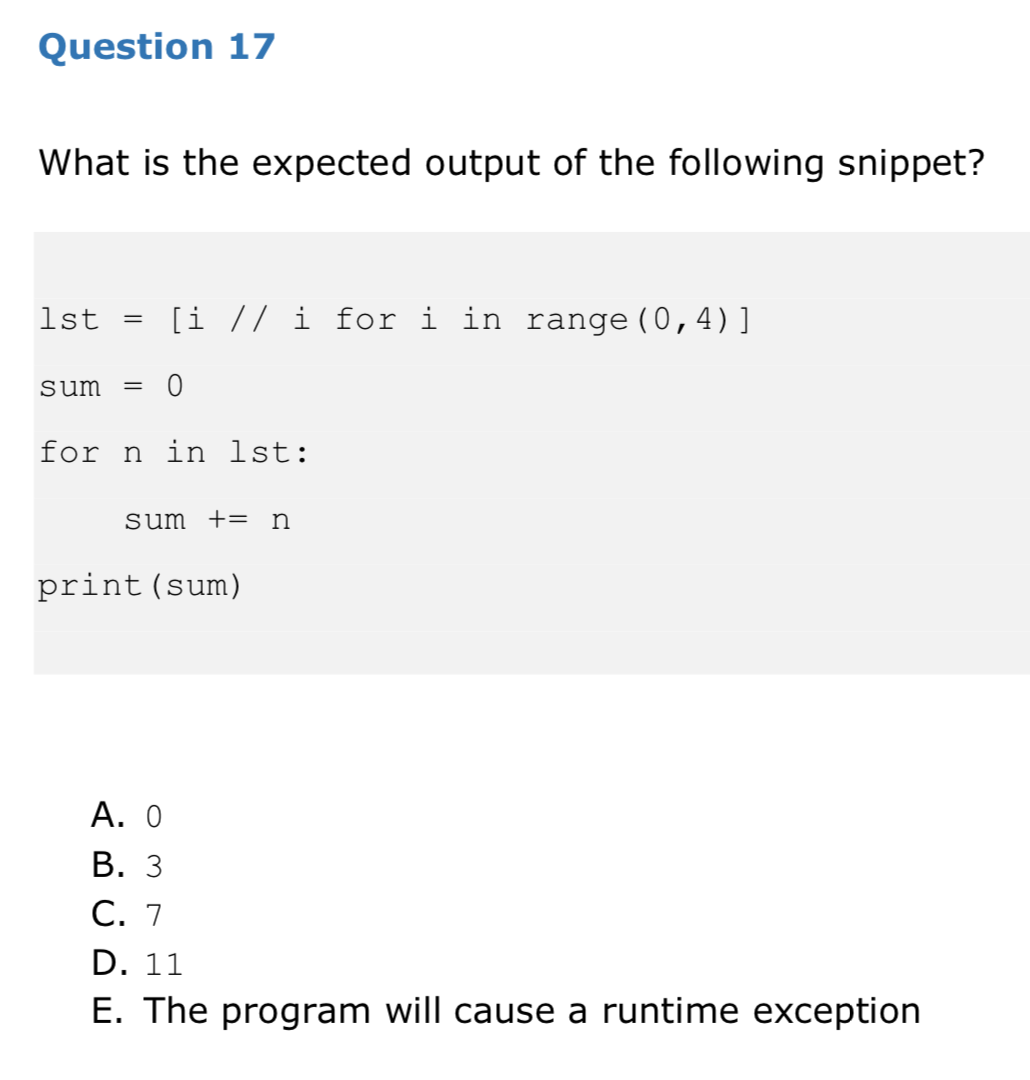 Question 17
What is the expected output of the following snippet?
lst = [i // i for i in range(0,4)]
sum = 0
for n in lst:
    sum += n
print(sum)
A. 0
B. 3
C. 7
D. 11
E. The program will cause a runtime exception